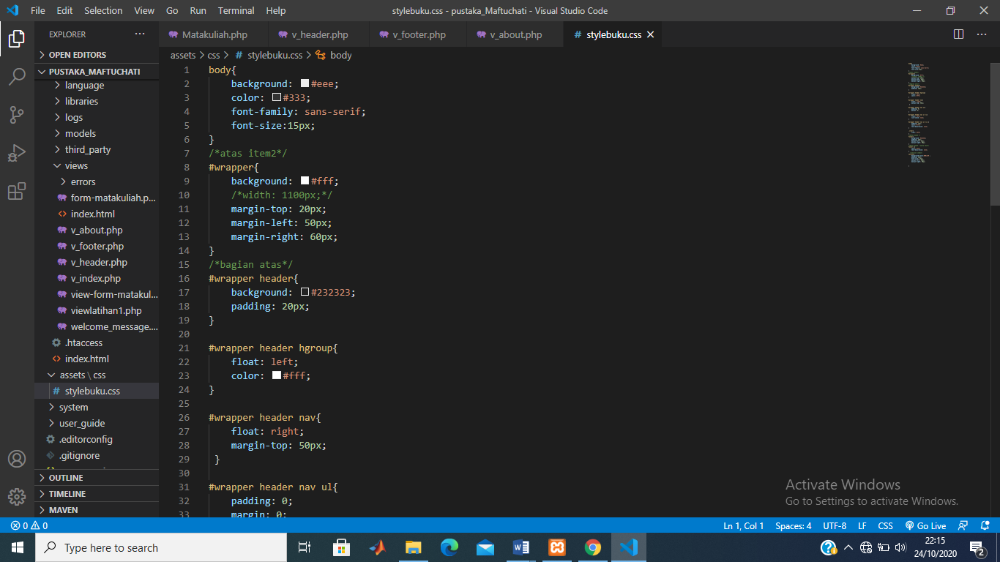 File Edit Selection View Go Run Terminal Help
stylebuku.css - pustaka_Maftuchati - Visual Studio Code
EXPLORER
OPEN EDITORS
PUSTAKA_MAFTUCHATI
language
libraries
logs
models
third_party
views
errors
form-matakuliah.p...
index.html
v_about.php
v_footer.php
v_header.php
v_index.php
view-form-matakul...
viewlatihan1.php
welcome_message....
.htaccess
index.html
assets \ css
# stylebuku.css
system
user_guide
.editorconfig
.gitignore
OUTLINE
TIMELINE
MAVEN
Matakuliah.php v_header.php v_footer.php v_about.php # stylebuku.css
assets > css > # stylebuku.css > body
1 body{
2 background: #eee;
3 color: #333;
4 font-family: sans-serif;
5 font-size:15px;
6 }
7 /*atas item2*/
8 #wrapper{
9 background: #fff;
10 /*width: 1100px;*/
11 margin-top: 20px;
12 margin-left: 50px;
13 margin-right: 60px;
14 }
15 /*bagian atas*/
16 #wrapper header{
17 background: #232323;
18 padding: 20px;
19 }
20
21 #wrapper header hgroup{
22 float: left;
23 color: #fff;
24 }
25
26 #wrapper header nav{
27 float: right;
28 margin-top: 50px;
29 }
30
31 #wrapper header nav ul{
32 padding: 0;
33 margin: 0;
Activate Windows
Go to Settings to activate Windows.
0 0
Ln 1, Col 1 Spaces: 4 UTF-8 LF CSS Go Live
Type here to search
22:15
24/10/2020
2